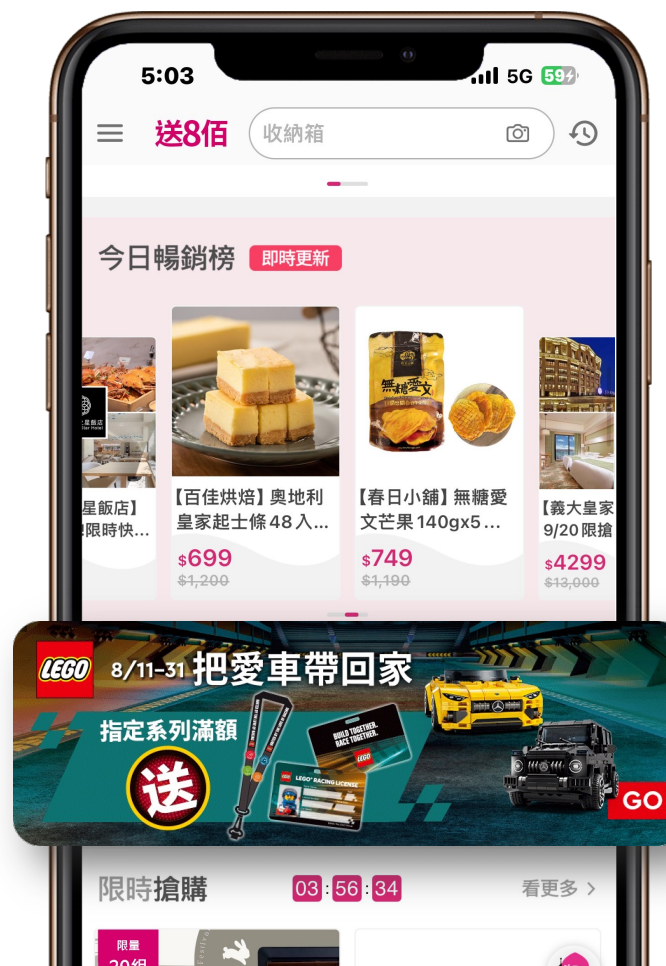 5:03
5G 59
送8佰
收納箱
今日暢銷榜 即時更新
星飯店】
限時快...
【百佳烘焙】奧地利
皇家起士條48入...
$699
$1,200
無糖愛文
【春日小舖】無糖愛
文芒果140gx5...
$749
$1,190
【義大皇家
9/20限搶
$4299
$13,000
LEGO
8/11-31 把愛車帶回家
指定系列滿額
送
BUILD TOGETHER.
RACE TOGETHER.
LEGO
LEGO RACING LICENSE
GO
限時搶購
03:56:34
看更多
限量
20組